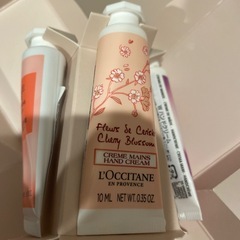 Fleurs de Cerisier
Cherry Blossom
CRÈME MAINS
HAND CREAM
L'OCCITANE
EN PROVENCE
10 ML NET WT. 0.35 OZ.